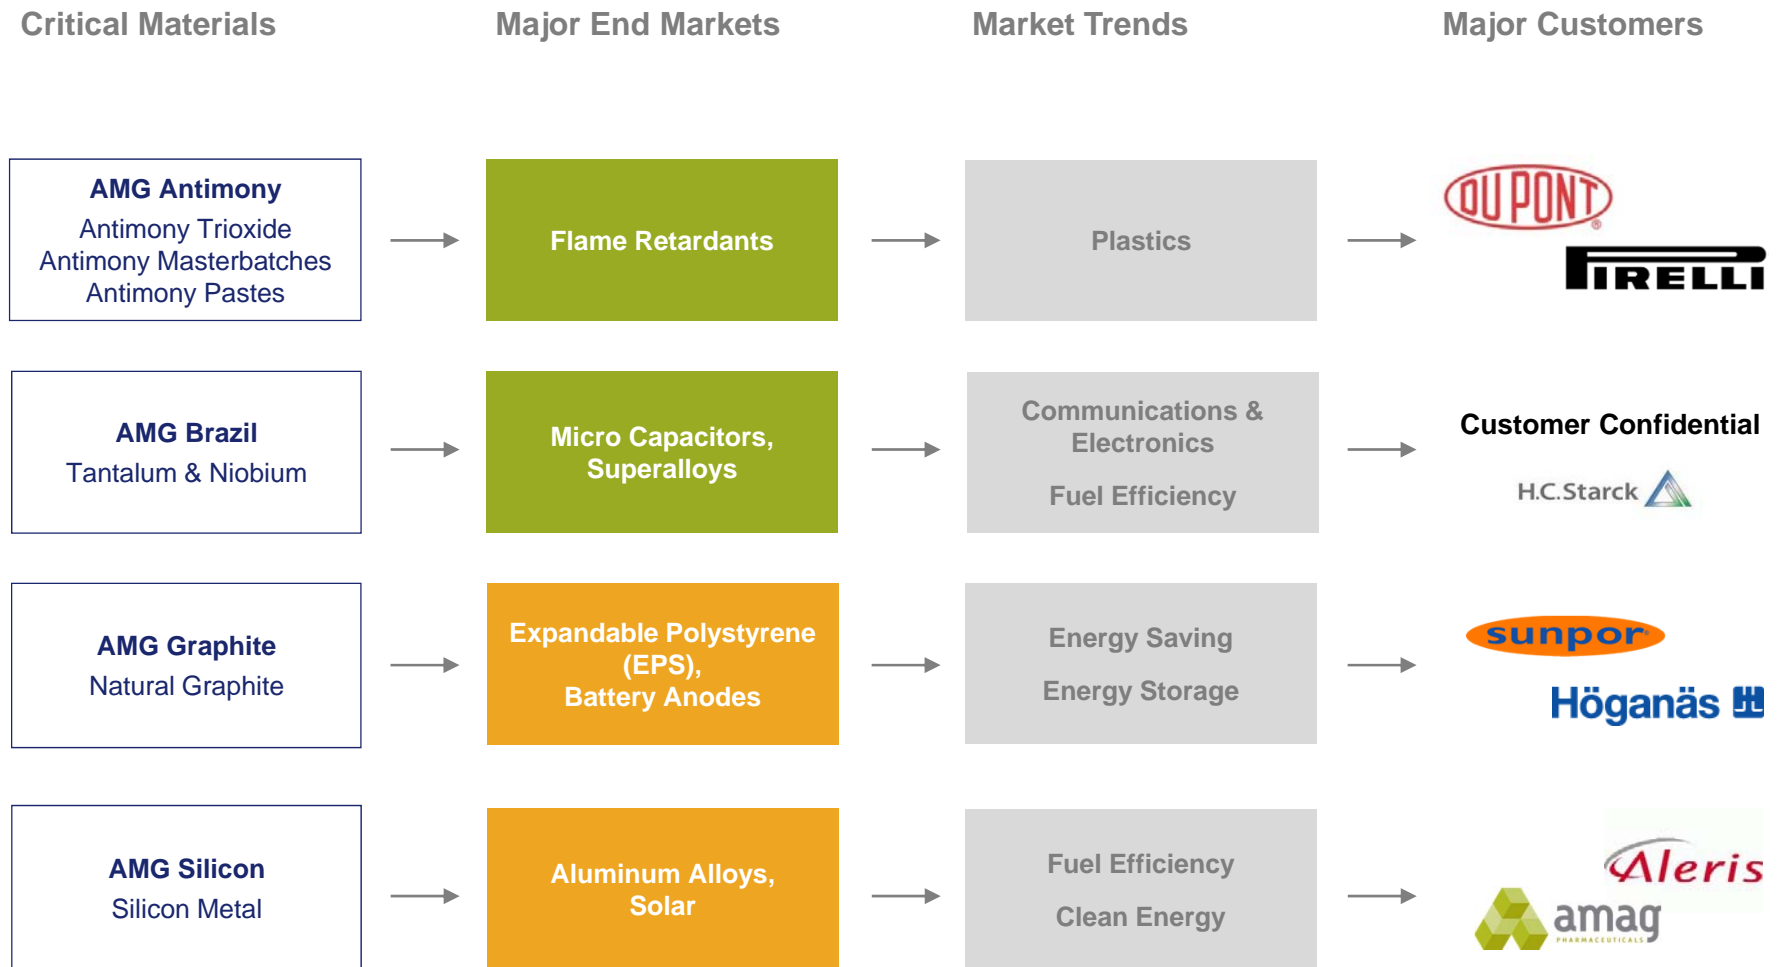 Critical Materials
Major End Markets
Market Trends
Major Customers
AMG Antimony
Antimony Trioxide
Antimony Masterbatches
Antimony Pastes
Flame Retardants
Plastics
DU PONT
®
PIRELLI
AMG Brazil
Tantalum & Niobium
Micro Capacitors,
Superalloys
Communications &
Electronics
Fuel Efficiency
Customer Confidential
H.C.Starck
AMG Graphite
Natural Graphite
Expandable Polystyrene
(EPS),
Battery Anodes
Energy Saving
Energy Storage
sunpor
Höganäs
AMG Silicon
Silicon Metal
Aluminum Alloys,
Solar
Fuel Efficiency
Clean Energy
Aleris
amag
PHARMACEUTICALS